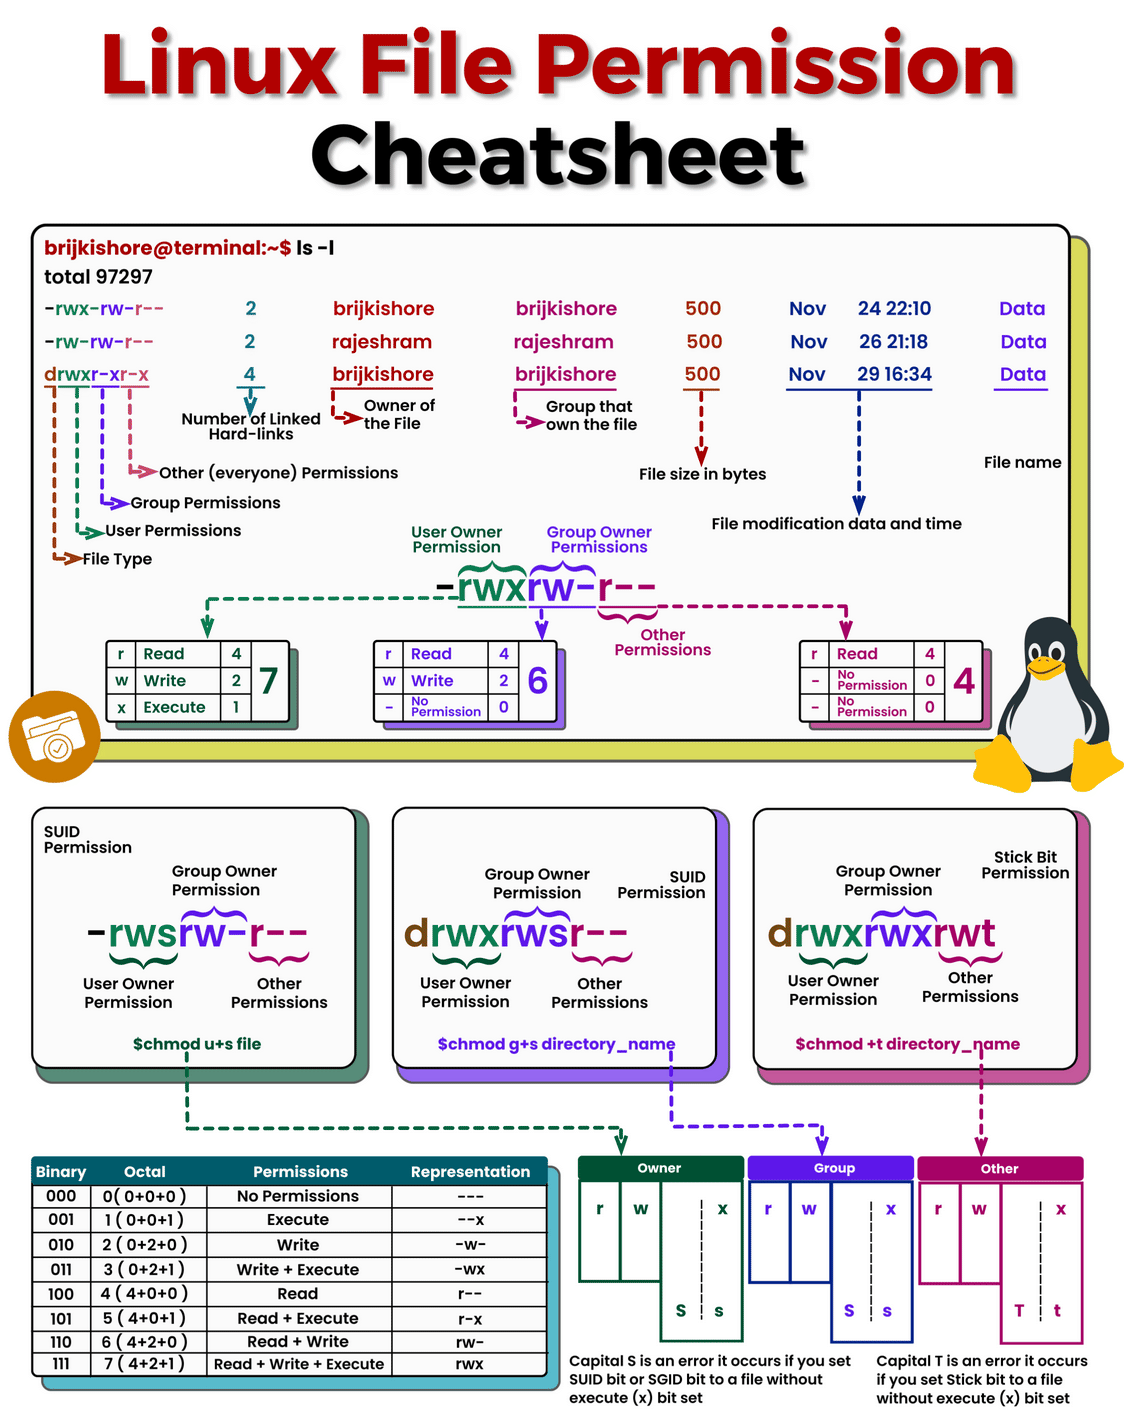 Linux File Permission
Cheatsheet
brijkishore@terminal:~$ ls -l
total 97297
-rwx-rw-r-- 2 brijkishore brijkishore 500 Nov 24 22:10 Data
-rw-rw-r-- 2 rajeshram rajeshram 500 Nov 26 21:18 Data
drwxr-xr-x 4 brijkishore brijkishore 500 Nov 29 16:34 Data
Number of Linked
Hard-links
Owner of
the File
Group that
own the file
File size in bytes
File name
File modification data and time
Other (everyone) Permissions
Group Permissions
User Permissions
File Type
User Owner
Permission
Group Owner
Permissions
-rwxrw-r--
Other
Permissions
r Read 4
w Write 2
x Execute 1
7
r Read 4
w Write 2
- No
Permission 0
6
r Read 4
- No
Permission 0
- No
Permission 0
4
SUID
Permission
Group Owner
Permission
-rwsrw-r--
User Owner
Permission
Other
Permissions
$chmod u+s file
SUID
Permission
Group Owner
Permission
drwxrwsr--
User Owner
Permission
Other
Permissions
$chmod g+s directory_name
Stick Bit
Permission
Group Owner
Permission
drwxrwxrwt
User Owner
Permission
Other
Permissions
$chmod +t directory_name
Binary Octal Permissions Representation
000 0( 0+0+0 ) No Permissions ---
001 1 ( 0+0+1 ) Execute --x
010 2 ( 0+2+0 ) Write -w-
011 3 ( 0+2+1 ) Write + Execute -wx
100 4 ( 4+0+0 ) Read r--
101 5 ( 4+0+1 ) Read + Execute r-x
110 6 ( 4+2+0 ) Read + Write rw-
111 7 ( 4+2+1 ) Read + Write + Execute rwx
Owner Group Other
r w x r w x r w x
S s S s T t
Capital S is an error it occurs if you set
SUID bit or SGID bit to a file without
execute (x) bit set
Capital T is an error it occurs
if you set Stick bit to a file
without execute (x) bit set